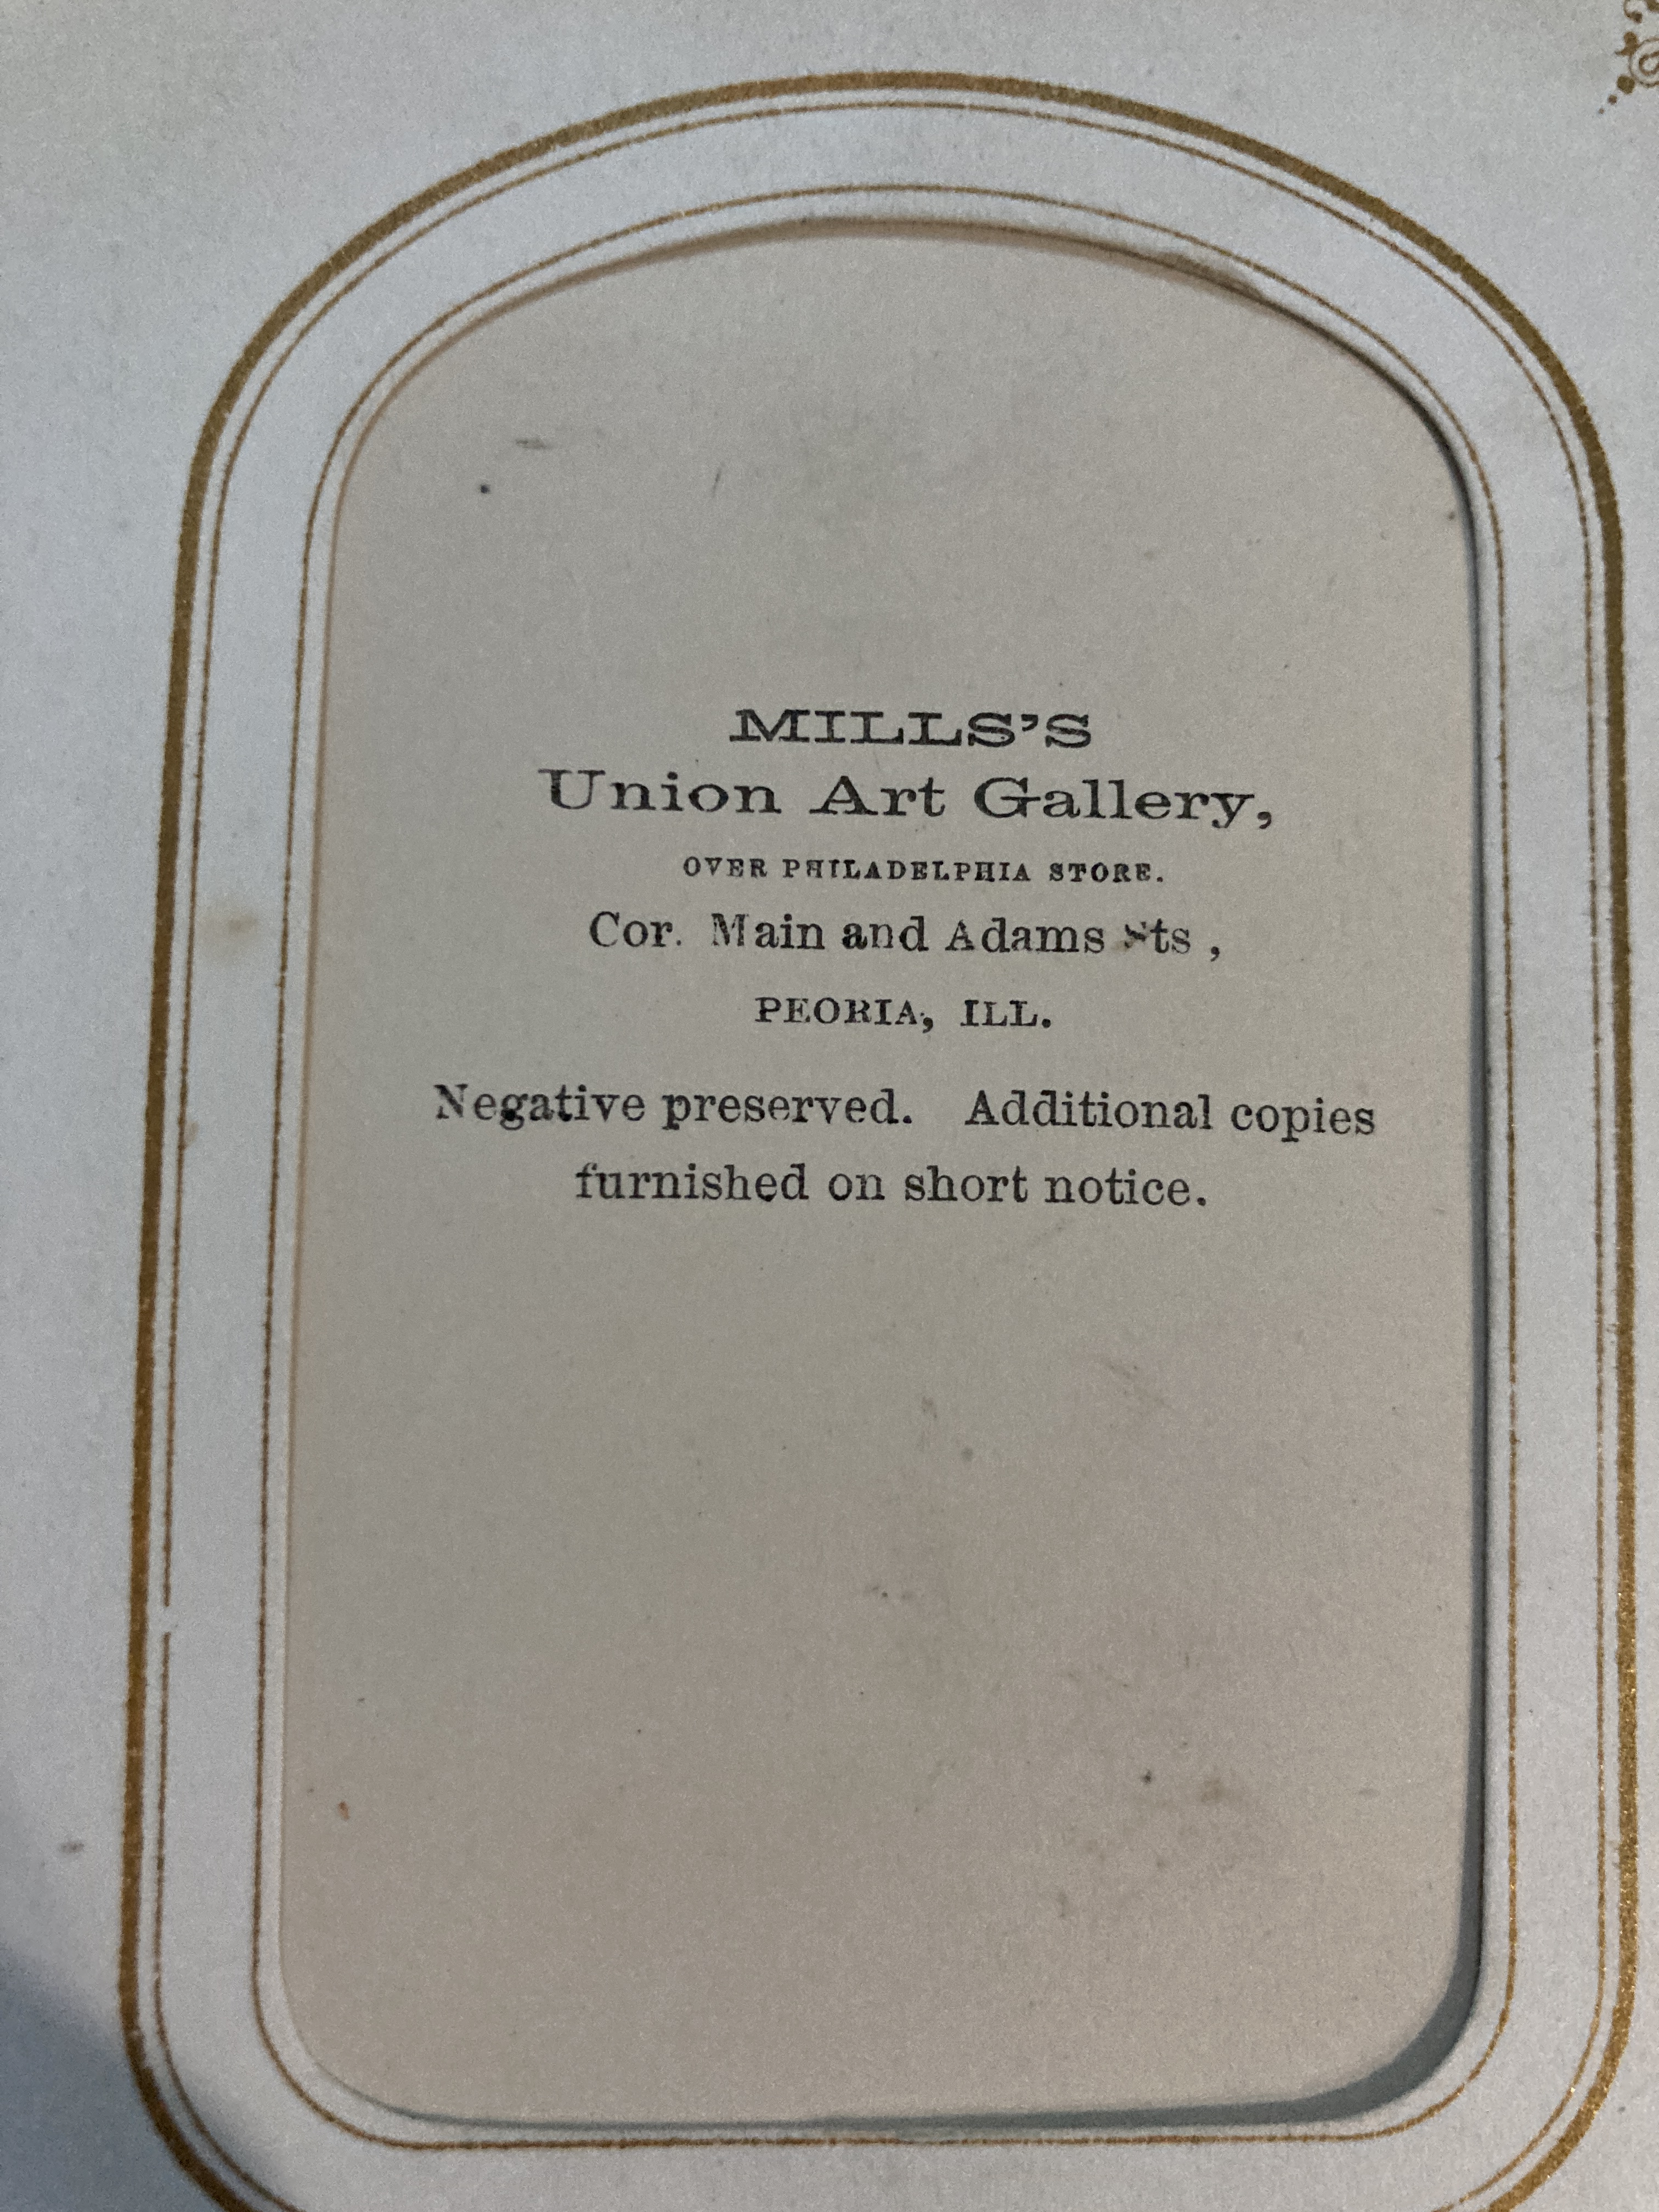 MILLS'S
Union Art Gallery,
OVER PHILADELPHIA STORE.
Cor. Main and Adams Sts ,
PEORIA, ILL.
Negative preserved. Additional copies
furnished on short notice.